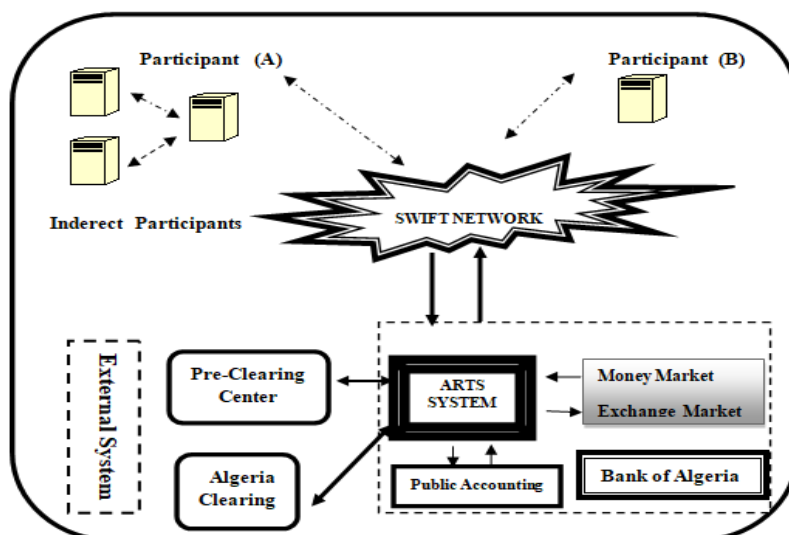 Participant (A)
Participant (B)
Inderect Participants
SWIFT NETWORK
External System
Pre-Clearing
Center
ARTS
SYSTEM
Money Market
Exchange Market
Algeria
Clearing
Public Accounting
Bank of Algeria